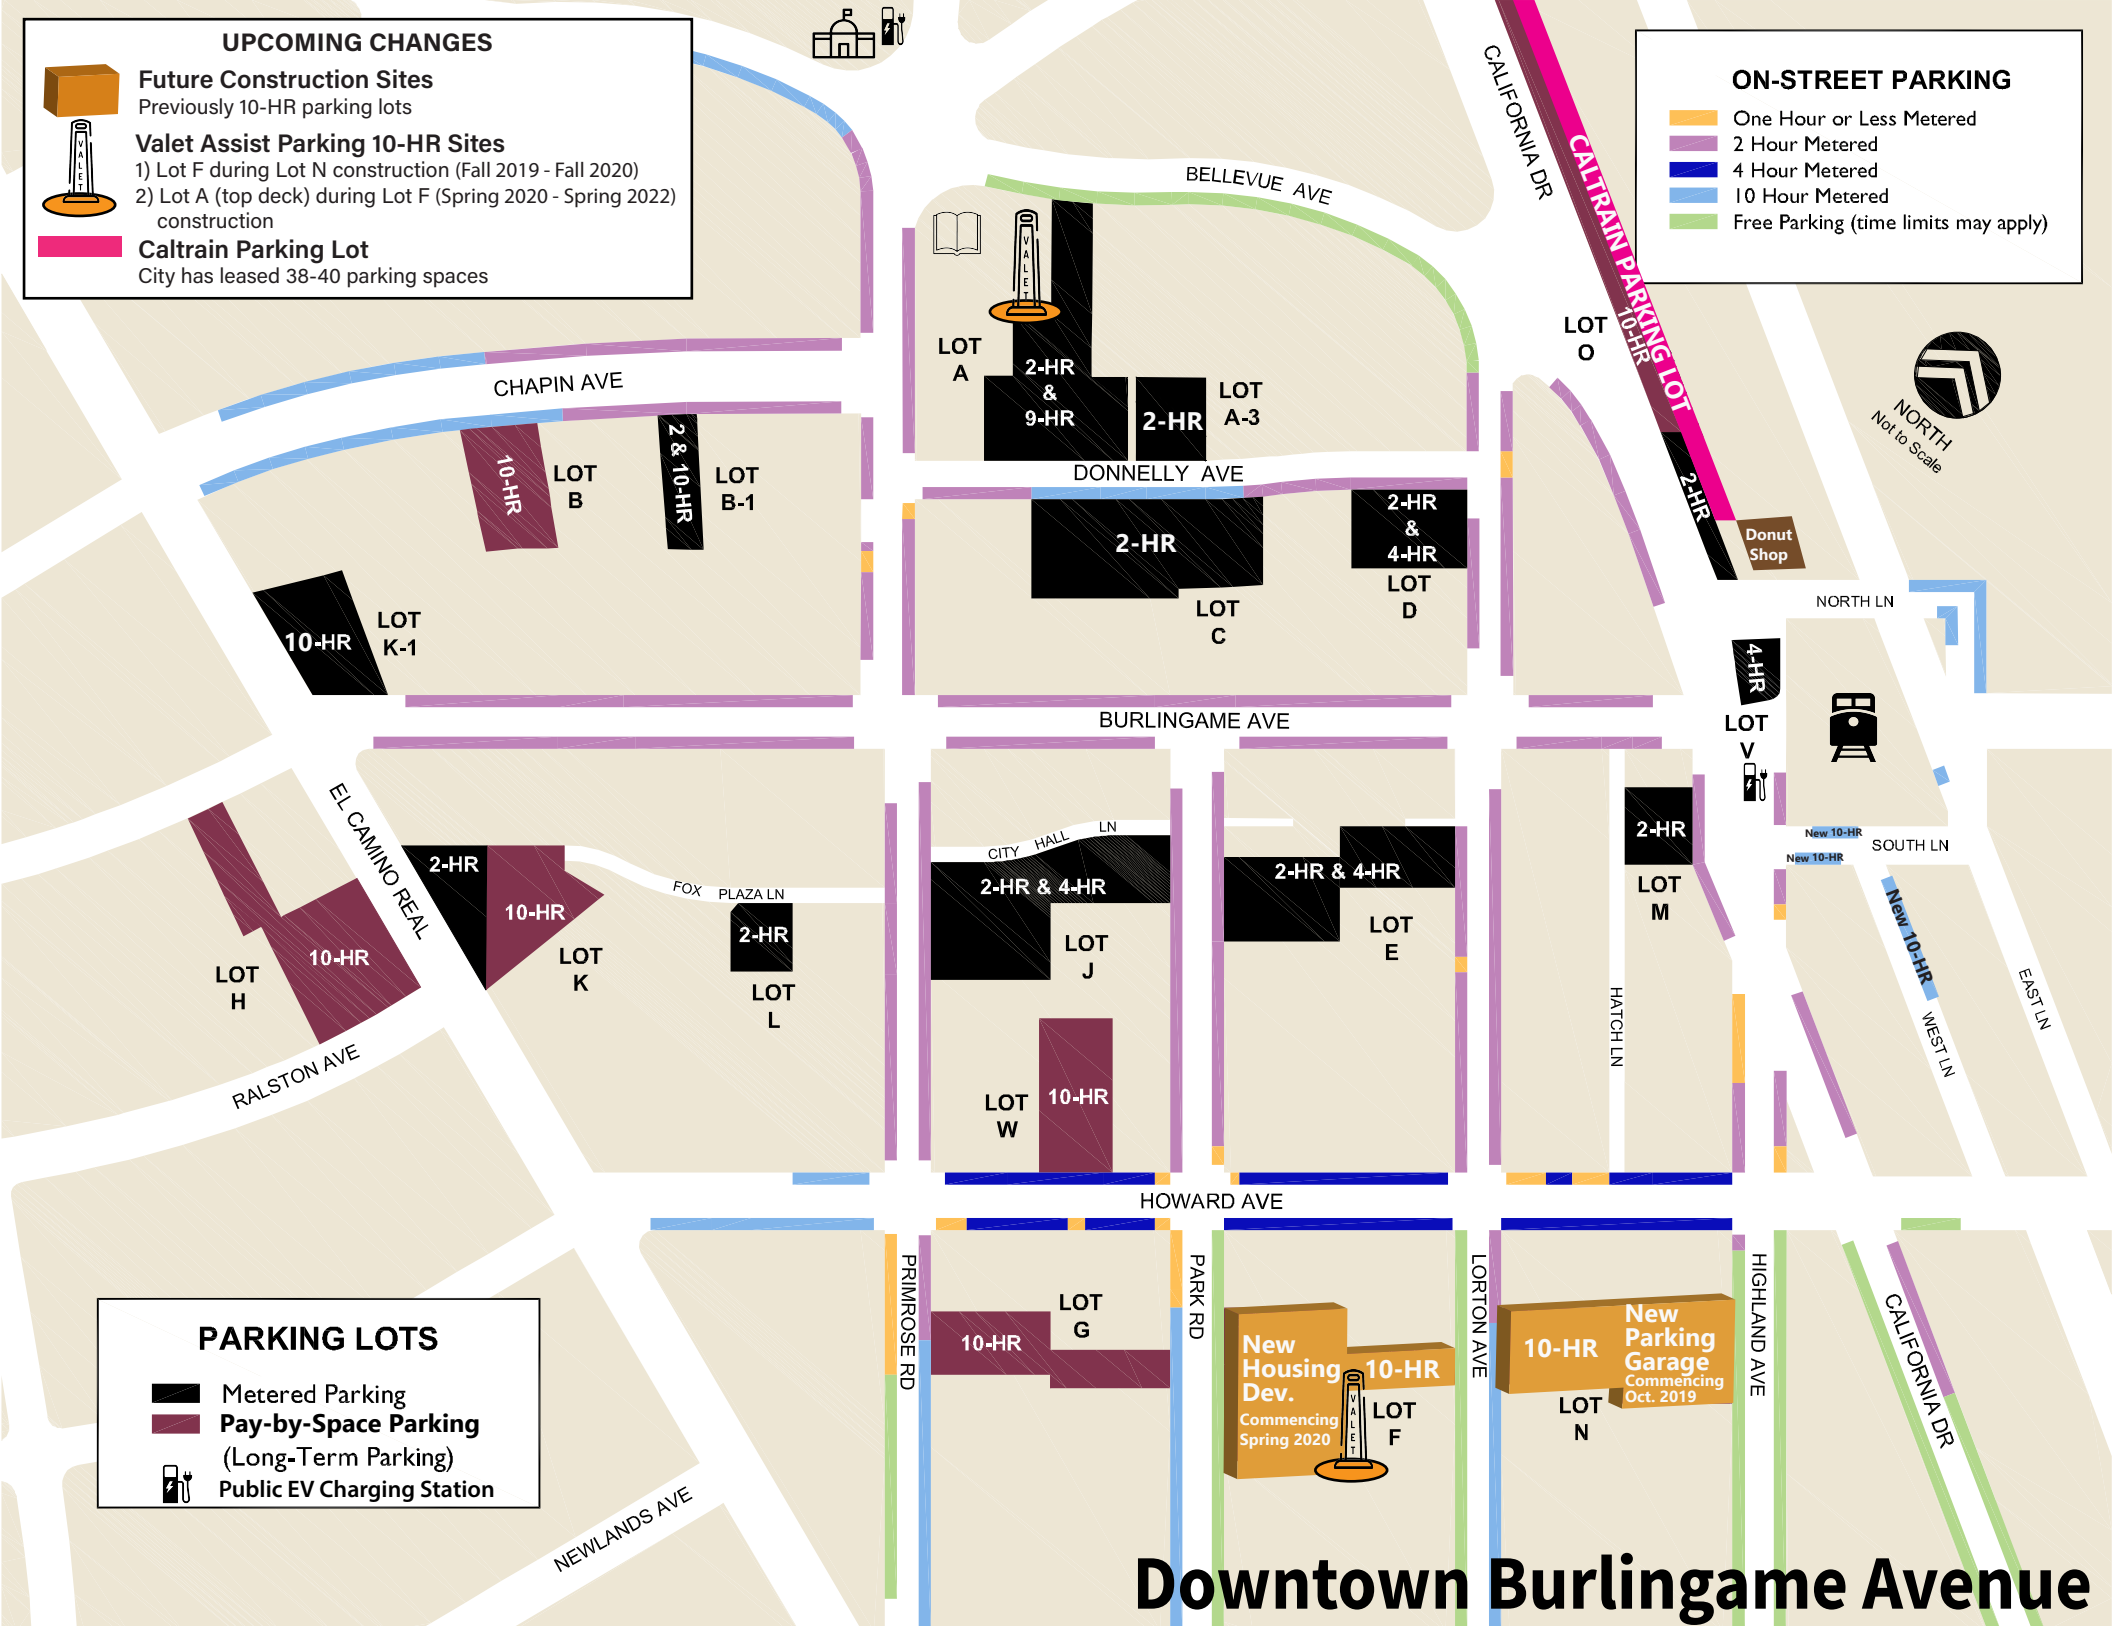 UPCOMING CHANGES
Future Construction Sites
Previously 10-HR parking lots
VALET
Valet Assist Parking 10-HR Sites
1) Lot F during Lot N construction (Fall 2019 - Fall 2020)
2) Lot A (top deck) during Lot F (Spring 2020 - Spring 2022)
construction
Caltrain Parking Lot
City has leased 38-40 parking spaces
ON-STREET PARKING
One Hour or Less Metered
2 Hour Metered
4 Hour Metered
10 Hour Metered
Free Parking (time limits may apply)
CALIFORNIA DR
CALTRAIN PARKING LOT
10-HR
BELLEVUE AVE
VALET
LOT
O
LOT
A
2-HR
&
9-HR
2-HR
LOT
A-3
NORTH
Not to Scale
CHAPIN AVE
10-HR
LOT
B
2 & 10-HR
LOT
B-1
DONNELLY AVE
2-HR
LOT
C
2-HR
&
4-HR
LOT
D
2-HR
Donut
Shop
NORTH LN
10-HR
LOT
K-1
4-HR
LOT
V
BURLINGAME AVE
EL CAMINO REAL
10-HR
LOT
H
RALSTON AVE
2-HR
10-HR
LOT
K
FOX PLAZA LN
2-HR
LOT
L
CITY HALL LN
2-HR & 4-HR
LOT
J
10-HR
LOT
W
2-HR & 4-HR
LOT
E
2-HR
LOT
M
HATCH LN
New 10-HR
New 10-HR
SOUTH LN
New 10-HR
WEST LN
EAST LN
HOWARD AVE
PRIMROSE RD
10-HR
LOT
G
PARK RD
New
Housing
Dev.
Commencing
Spring 2020
10-HR
VALET
LOT
F
LORTON AVE
10-HR
New
Parking
Garage
Commencing
Oct. 2019
LOT
N
HIGHLAND AVE
CALIFORNIA DR
NEWLANDS AVE
PARKING LOTS
Metered Parking
Pay-by-Space Parking
(Long-Term Parking)
Public EV Charging Station
Downtown Burlingame Avenue